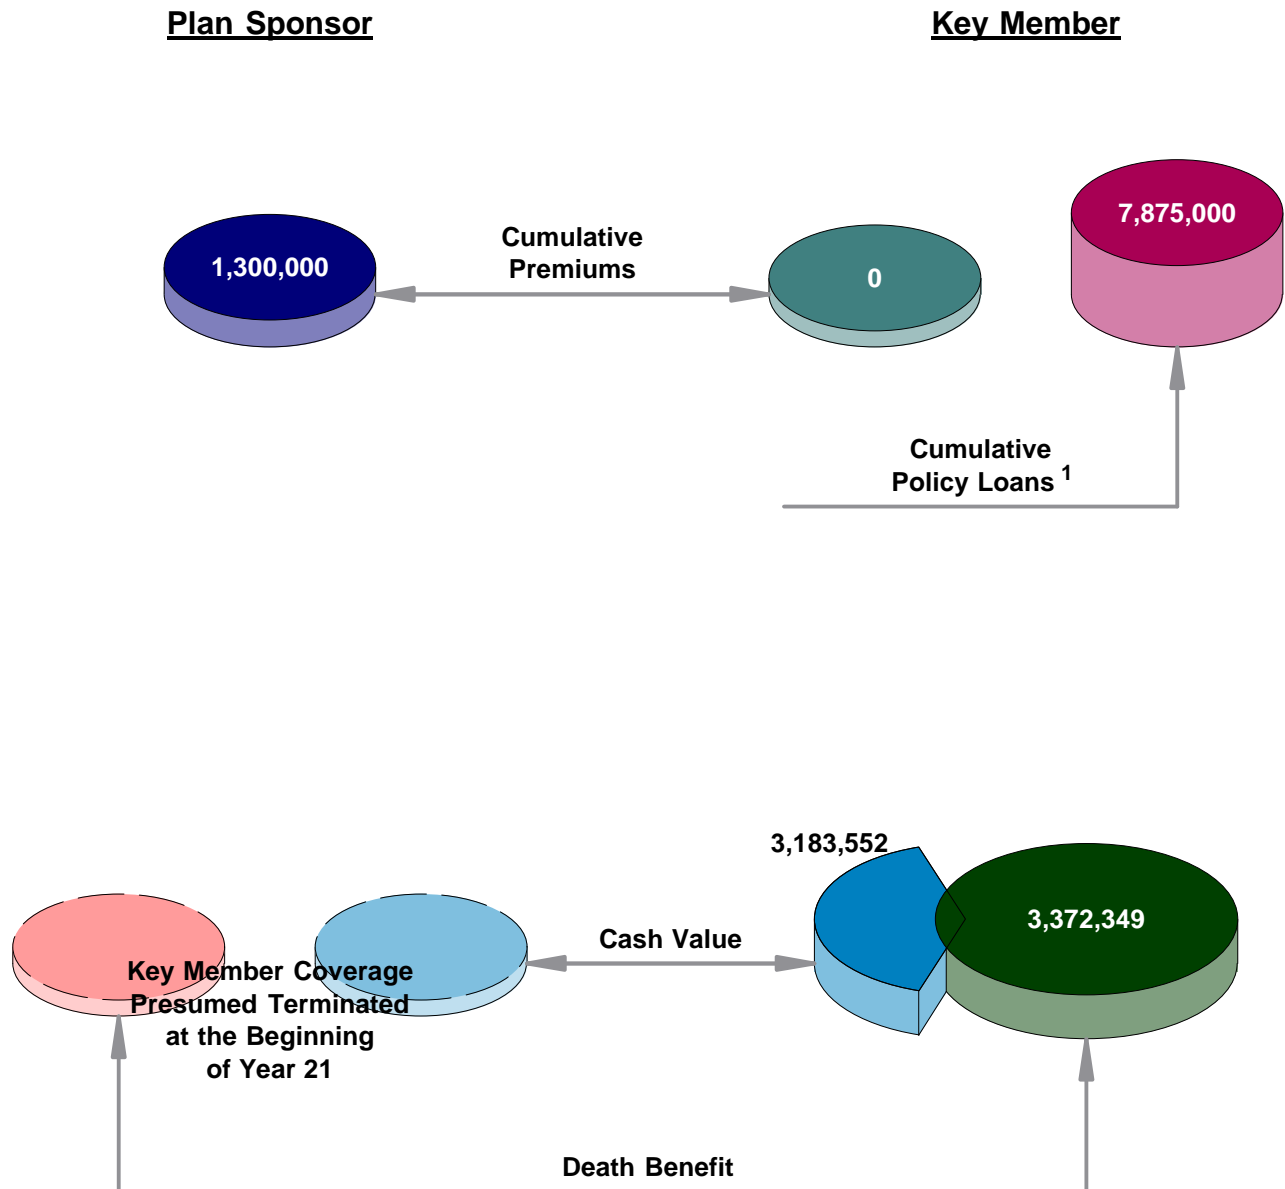 Plan Sponsor
Key Member
7,875,000
1,300,000
Cumulative
Premiums
0
Cumulative
Policy Loans 1
3,183,552
3,372,349
Cash Value
Key Member Coverage
Presumed Terminated
at the Beginning
of Year 21
Death Benefit